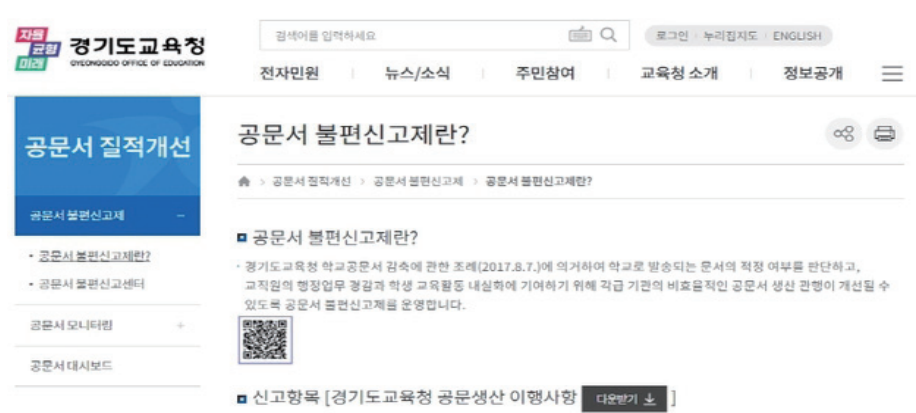 자율
균형
미래
경기도교육청
GYEONGGIDO OFFICE OF EDUCATION
검색어를 입력하세요
로그인 누리집지도 ENGLISH
전자민원 뉴스/소식 주민참여 교육청 소개 정보공개
공문서 질적개선
공문서 불편신고제란?
공문서 질적개선 > 공문서 불편신고제 > 공문서 불편신고제란?
공문서 불편신고제 −
공문서 불편신고제란?
· 공문서 불편신고제란?
· 경기도교육청 학교공문서 감축에 관한 조례(2017.8.7.)에 의거하여 학교로 발송되는 문서의 적정 여부를 판단하고,
교직원의 행정업무 경감과 학생 교육활동 내실화에 기여하기 위해 각급 기관의 비효율적인 공문서 생산 관행이 개선될 수
· 공문서 불편신고센터
있도록 공문서 불편신고제를 운영합니다.
공문서 모니터링 +
공문서 대시보드
신고항목 [경기도교육청 공문생산 이행사항 다운받기 ]